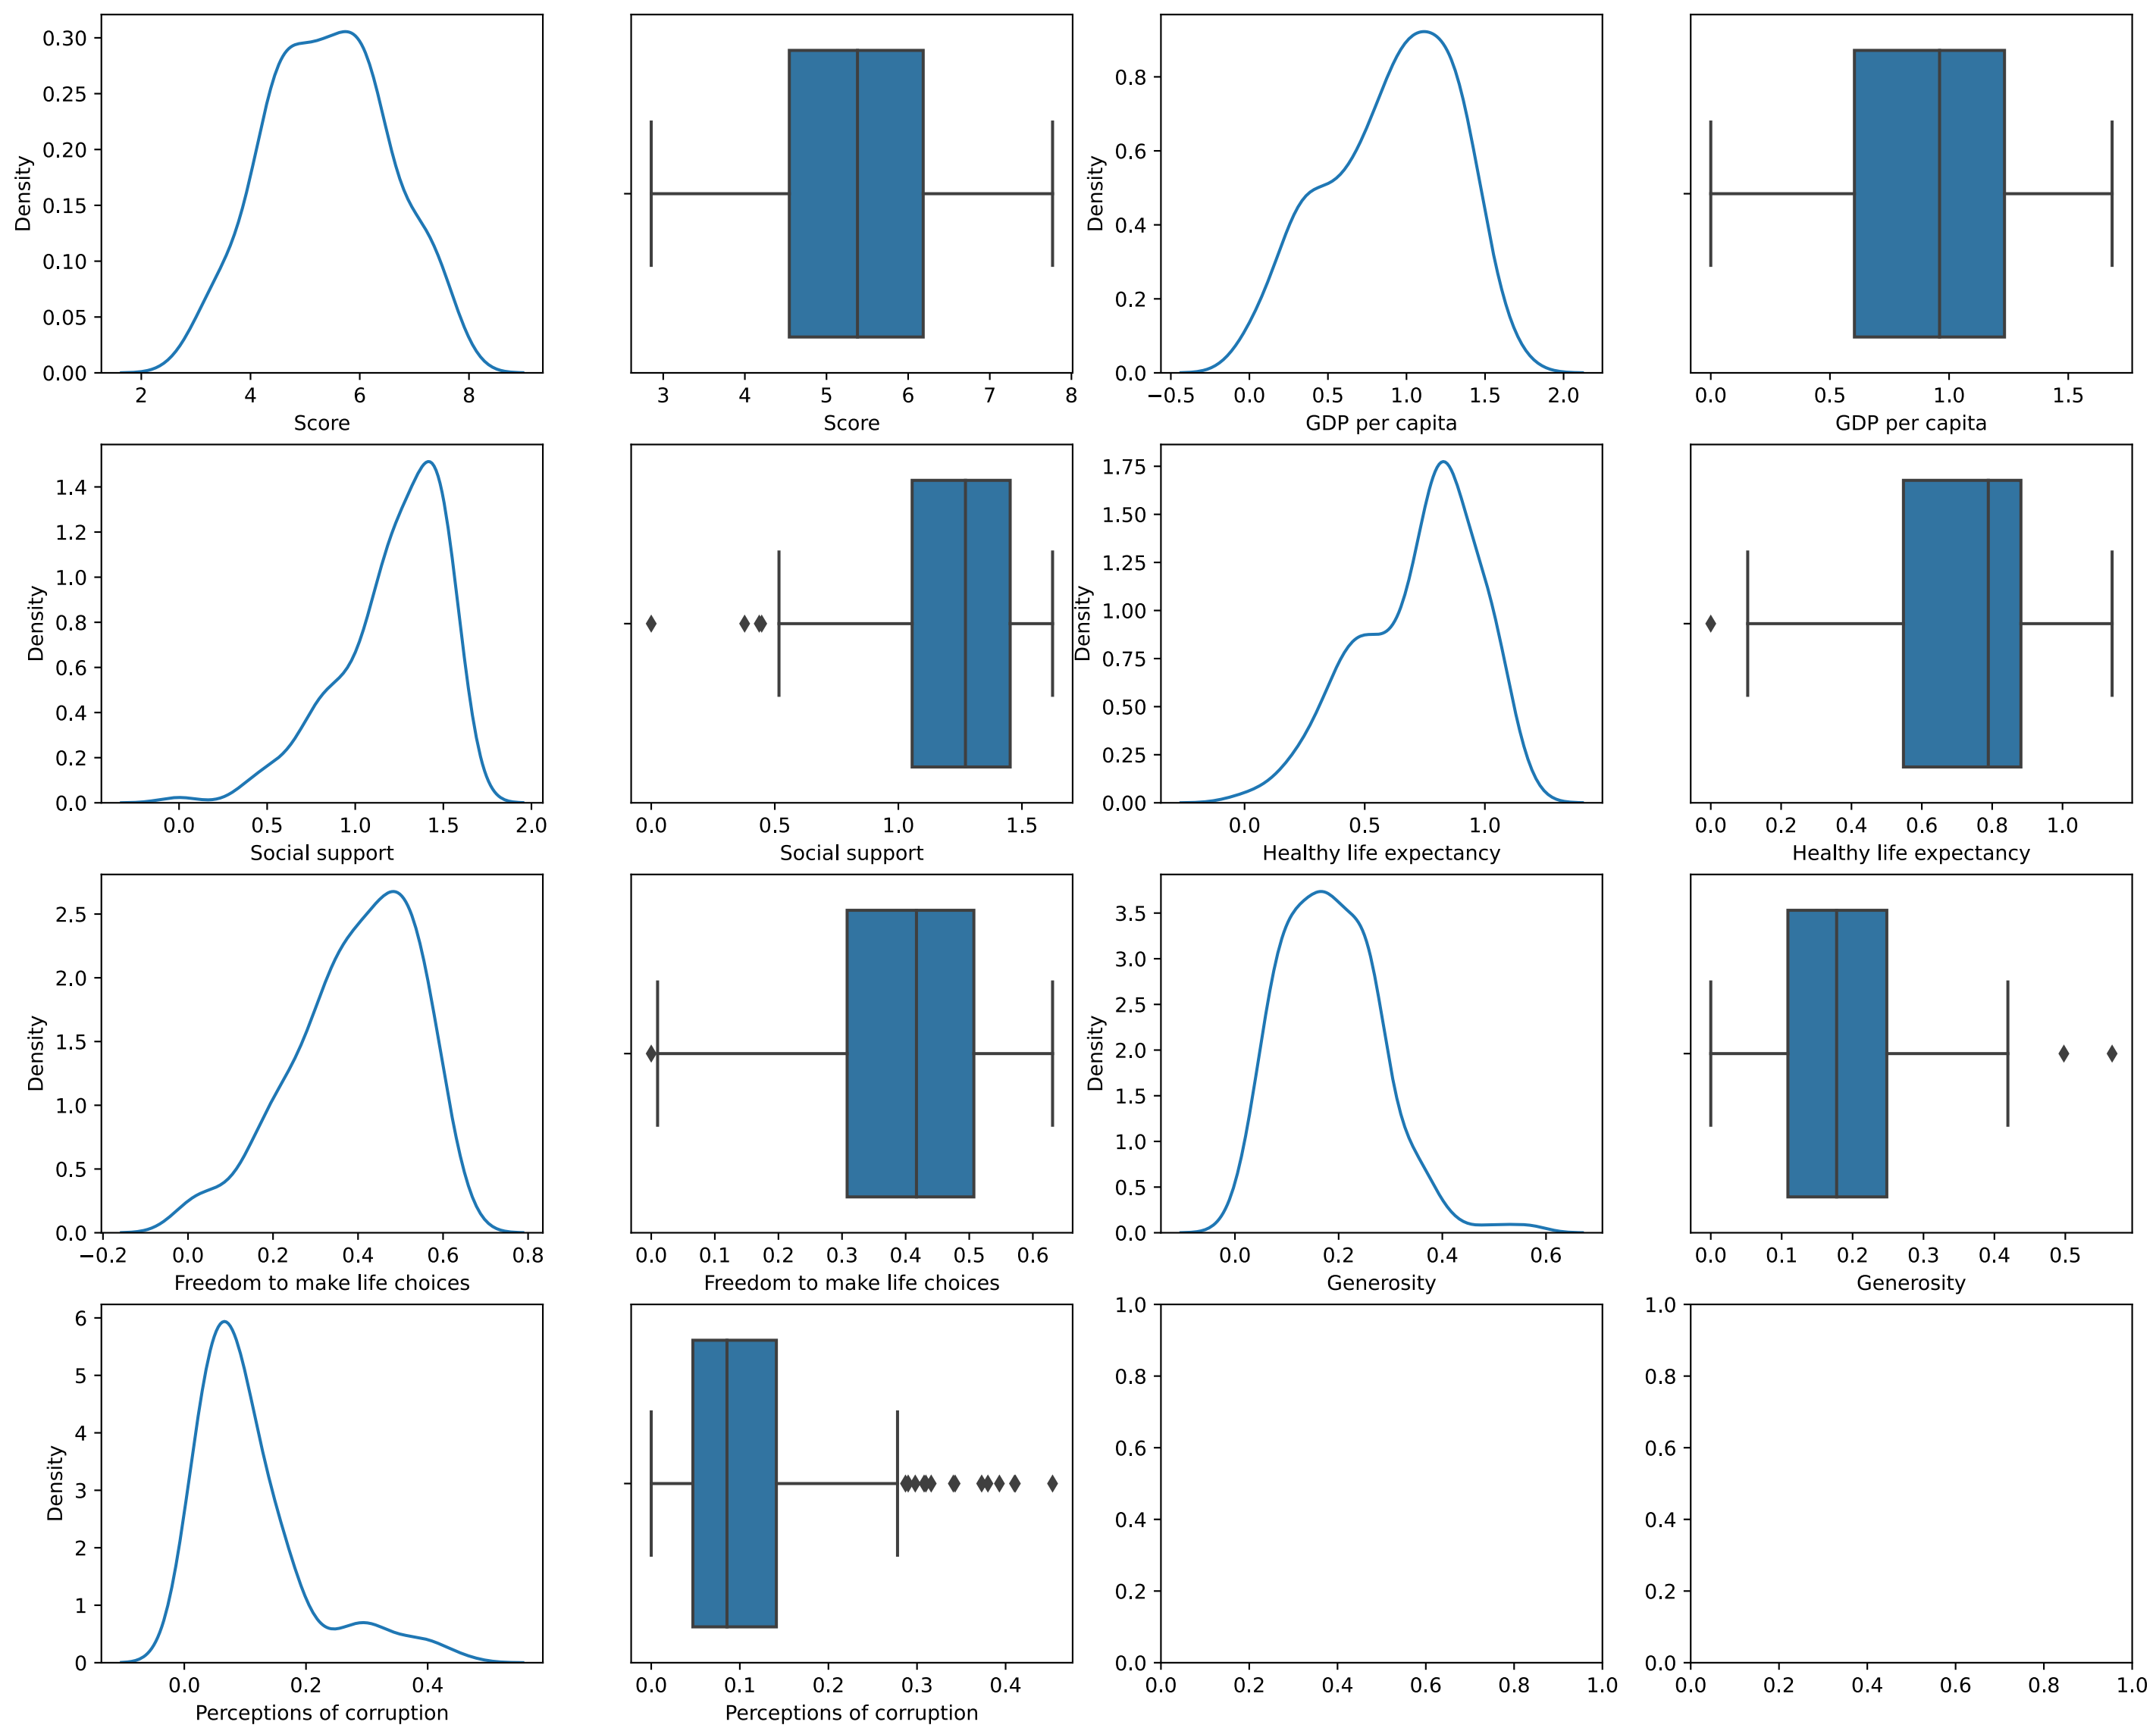 0.30
0.25
0.20
0.15
0.10
0.05
0.00
Density
2 4 6 8
Score
3 4 5 6 7 8
Score
0.8
0.6
0.4
0.2
0.0
Density
−0.5 0.0 0.5 1.0 1.5 2.0
GDP per capita
0.0 0.5 1.0 1.5
GDP per capita
1.4
1.2
1.0
0.8
0.6
0.4
0.2
0.0
Density
0.0 0.5 1.0 1.5 2.0
Social support
0.0 0.5 1.0 1.5
Social support
1.75
1.50
1.25
1.00
0.75
0.50
0.25
0.00
Density
0.0 0.5 1.0
Healthy life expectancy
0.0 0.2 0.4 0.6 0.8 1.0
Healthy life expectancy
2.5
2.0
1.5
1.0
0.5
0.0
Density
−0.2 0.0 0.2 0.4 0.6 0.8
Freedom to make life choices
0.0 0.1 0.2 0.3 0.4 0.5 0.6
Freedom to make life choices
3.5
3.0
2.5
2.0
1.5
1.0
0.5
0.0
Density
0.0 0.2 0.4 0.6
Generosity
0.0 0.1 0.2 0.3 0.4 0.5
Generosity
6
5
4
3
2
1
0
Density
0.0 0.2 0.4
Perceptions of corruption
0.0 0.1 0.2 0.3 0.4
Perceptions of corruption
1.0
0.8
0.6
0.4
0.2
0.0
0.0 0.2 0.4 0.6 0.8 1.0
1.0
0.8
0.6
0.4
0.2
0.0
0.0 0.2 0.4 0.6 0.8 1.0